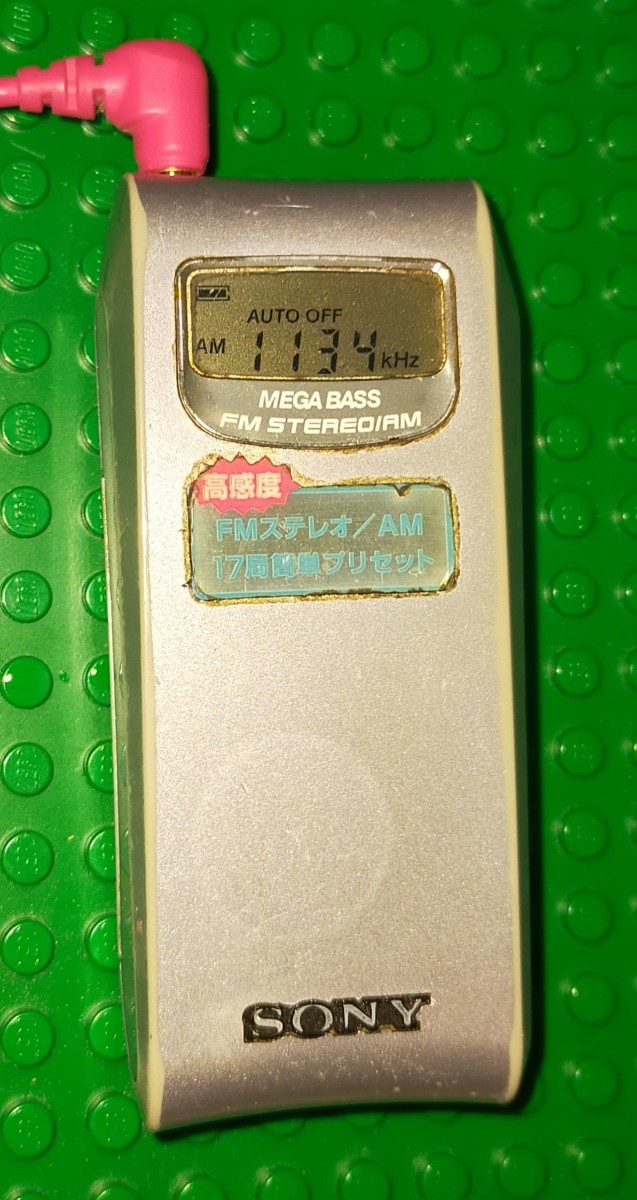 AUTO OFF
AM 1134 kHz
MEGA BASS
FM STEREO/AM
高感度
FMステレオ/AM
17局簡単プリセット
SONY